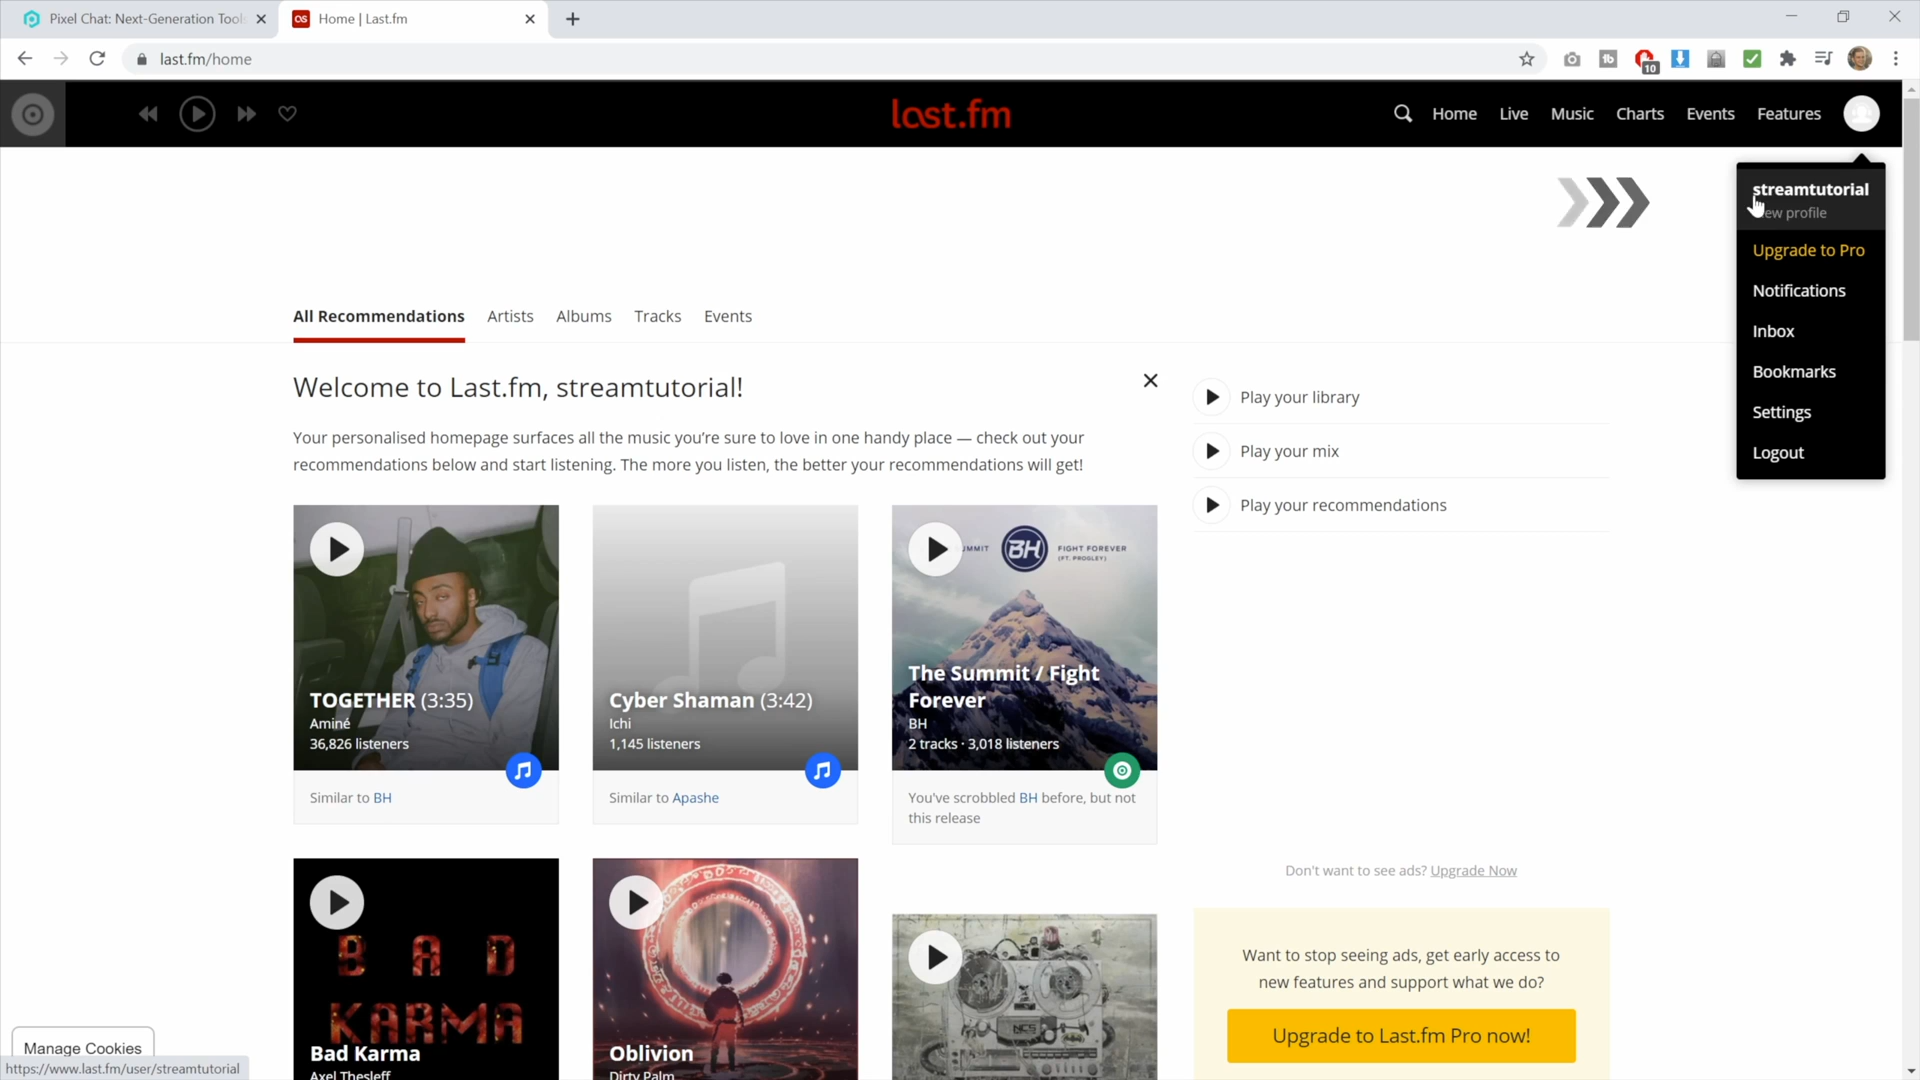 Pixel Chat: Next-Generation Tool
Home | Last.fm
last.fm/home
10
last.fm
Home
Live
Music
Charts
Events
Features
streamtutorial
ew profile
Upgrade to Pro
Notifications
Inbox
Bookmarks
Settings
Logout
All Recommendations
Artists
Albums
Tracks
Events
Welcome to Last.fm, streamtutorial!
Your personalised homepage surfaces all the music you're sure to love in one handy place — check out your
recommendations below and start listening. The more you listen, the better your recommendations will get!
Play your library
Play your mix
Play your recommendations
TOGETHER (3:35)
Aminé
36,826 listeners
Similar to BH
Cyber Shaman (3:42)
Ichi
1,145 listeners
Similar to Apashe
UMMIT
BH
FIGHT FOREVER
(FT. PROGLEY)
The Summit / Fight
Forever
BH
2 tracks · 3,018 listeners
You've scrobbled BH before, but not
this release
BAD
KARMA
Bad Karma
Axel Thesleff
Oblivion
Dirty Palm
NCS
Don't want to see ads? Upgrade Now
Want to stop seeing ads, get early access to
new features and support what we do?
Upgrade to Last.fm Pro now!
Manage Cookies
https://www.last.fm/user/streamtutorial